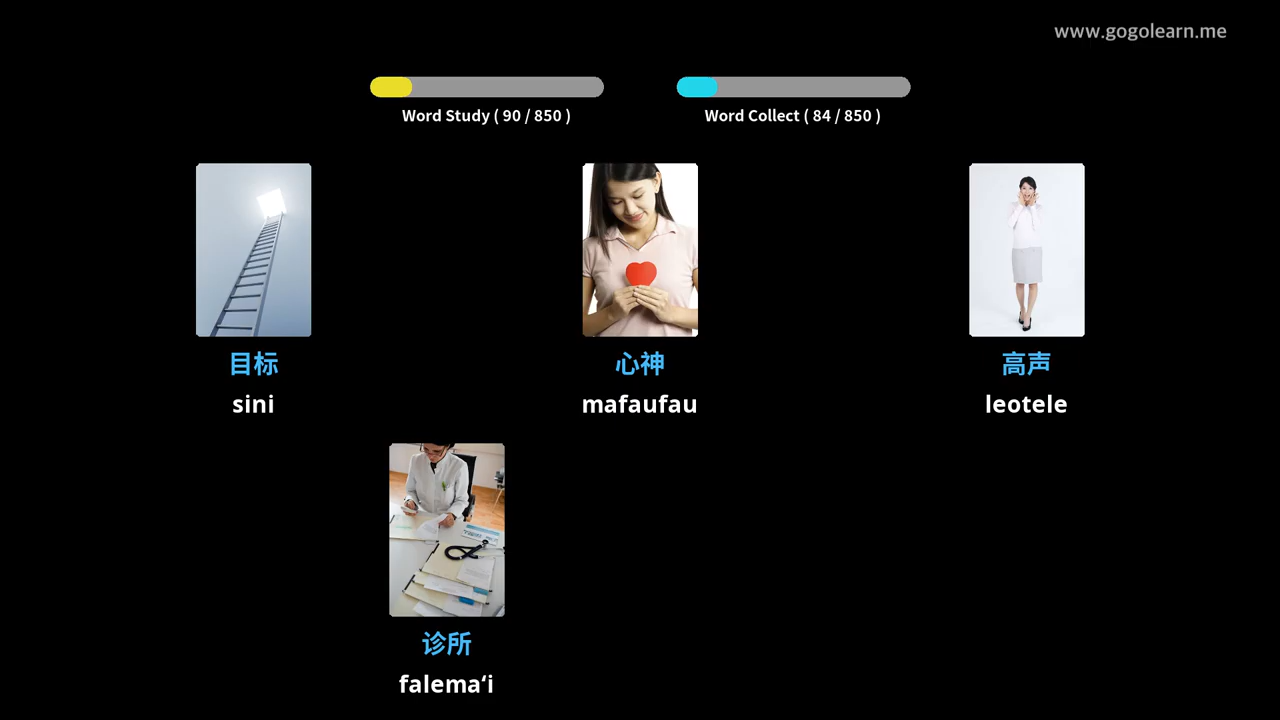 www.gogolearn.me
Word Study ( 90 / 850 )
Word Collect ( 84 / 850 )
目标
sini
心神
mafaufau
高声
leotele
诊所
falemaʻi